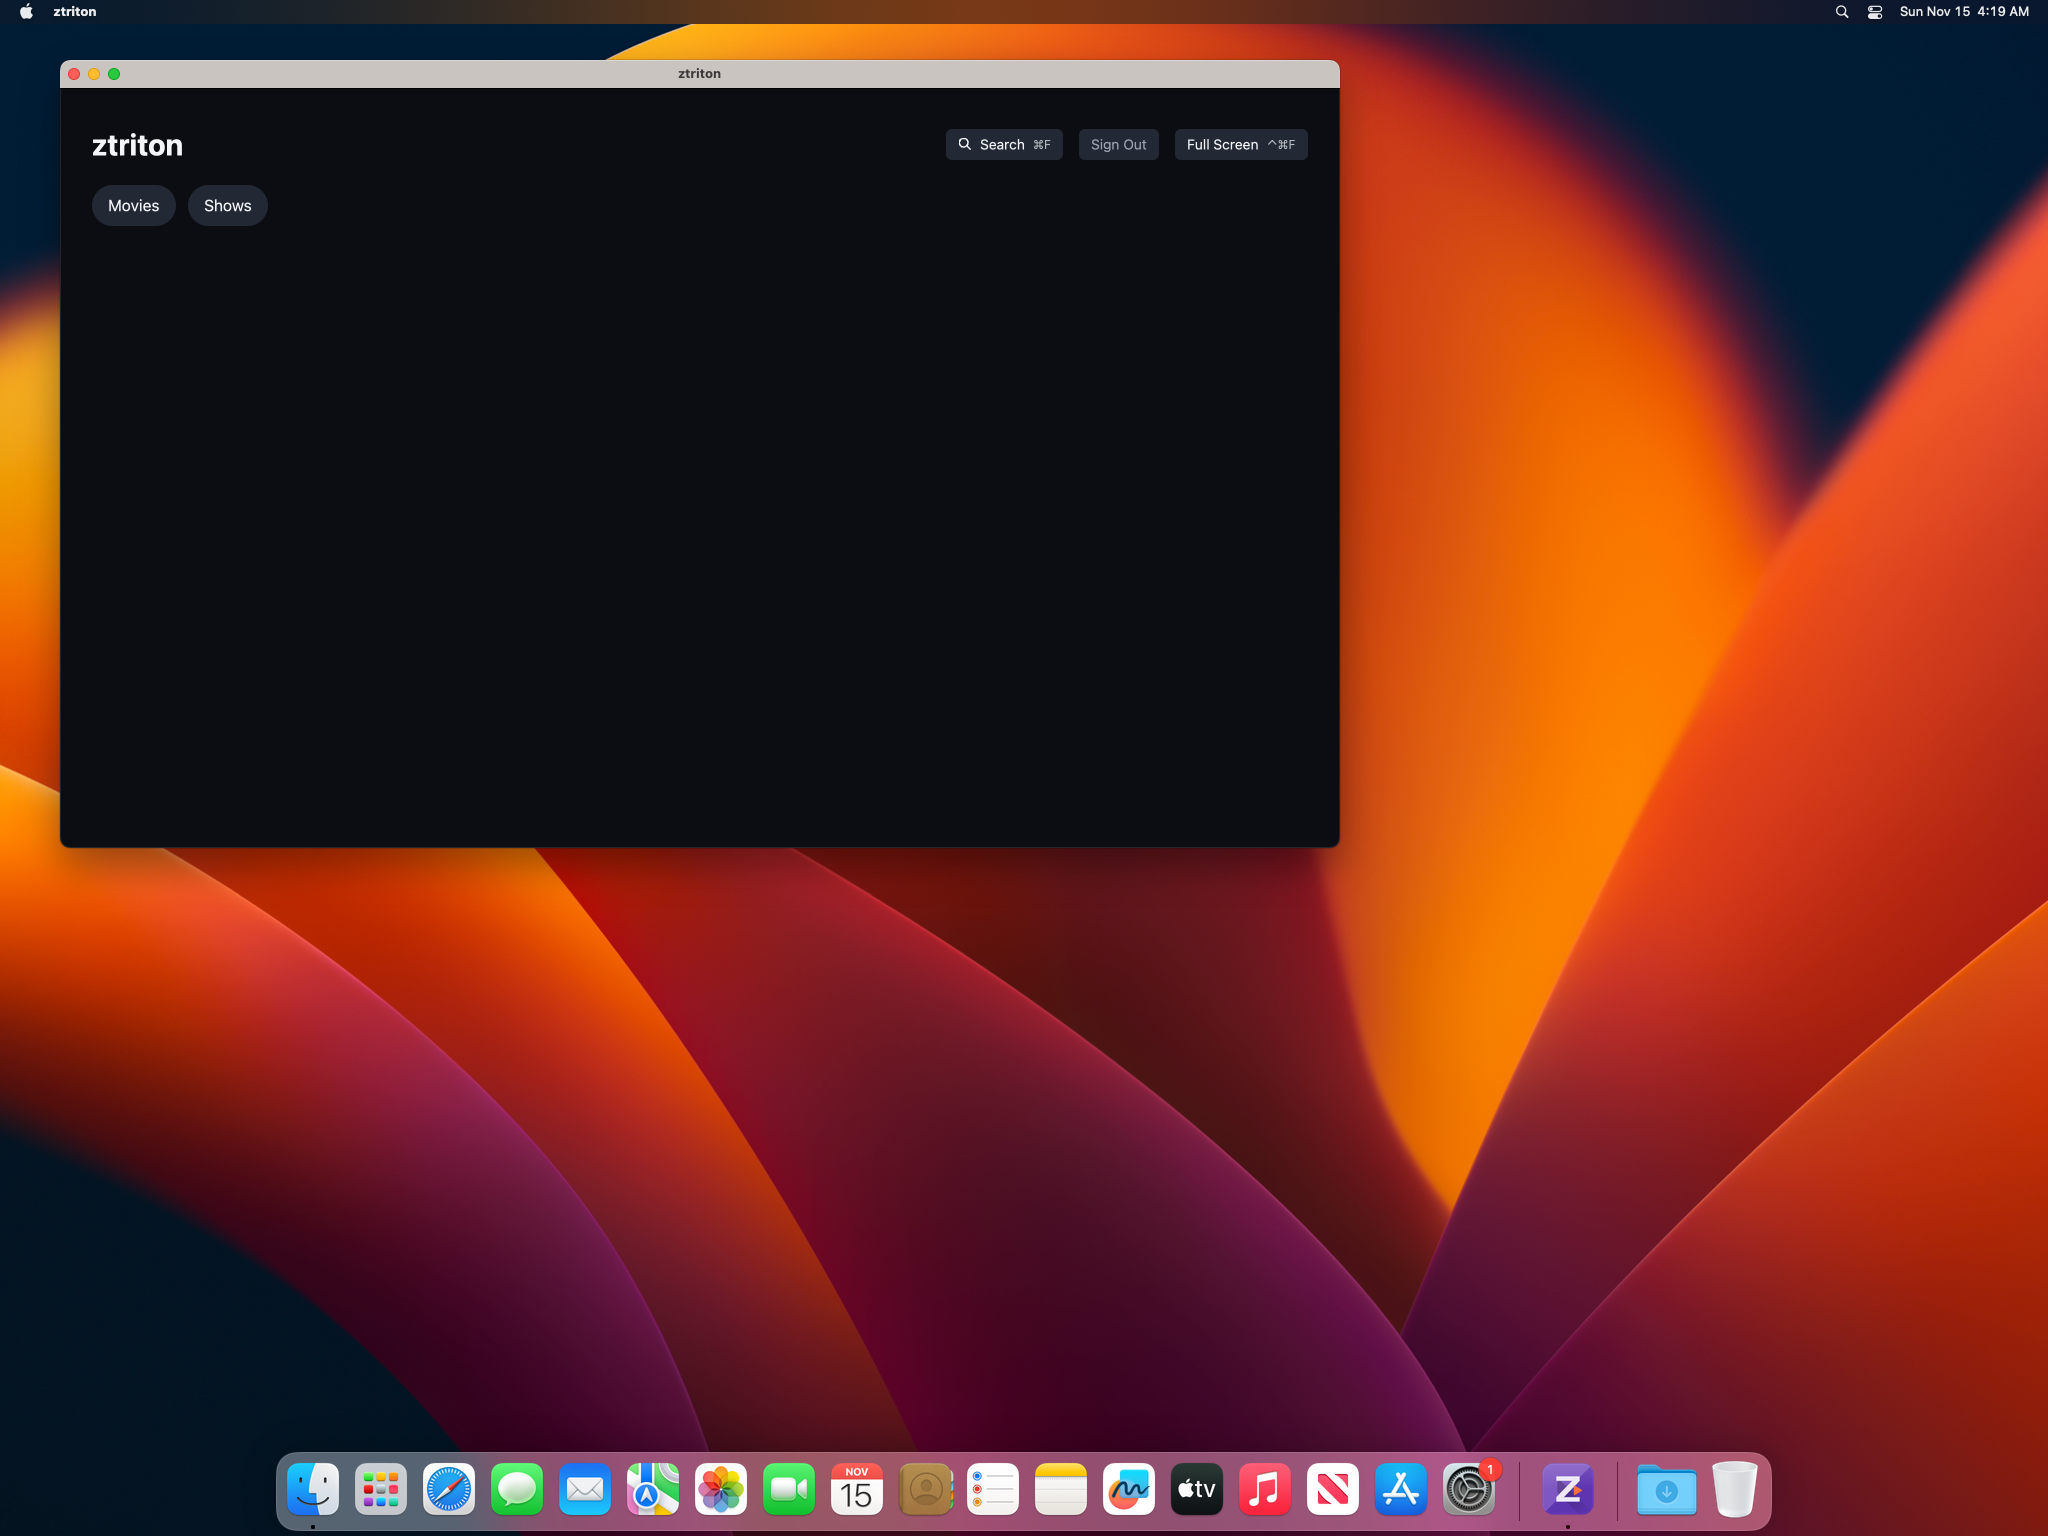 ztriton
Sun Nov 15 4:19 AM
ztriton
ztriton
Search ⌘F
Sign Out
Full Screen ^⌘F
Movies
Shows
NOV
15
tv
1
Z